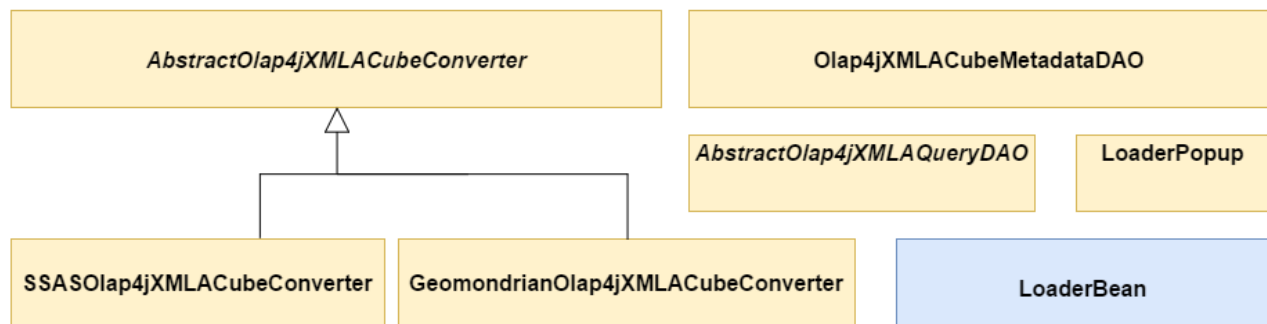 AbstractOlap4jXMLACubeConverter
Olap4jXMLACubeMetadataDAO
AbstractOlap4jXMLAQueryDAO
LoaderPopup
SSASOlap4jXMLACubeConverter
GeomondrianOlap4jXMLACubeConverter
LoaderBean